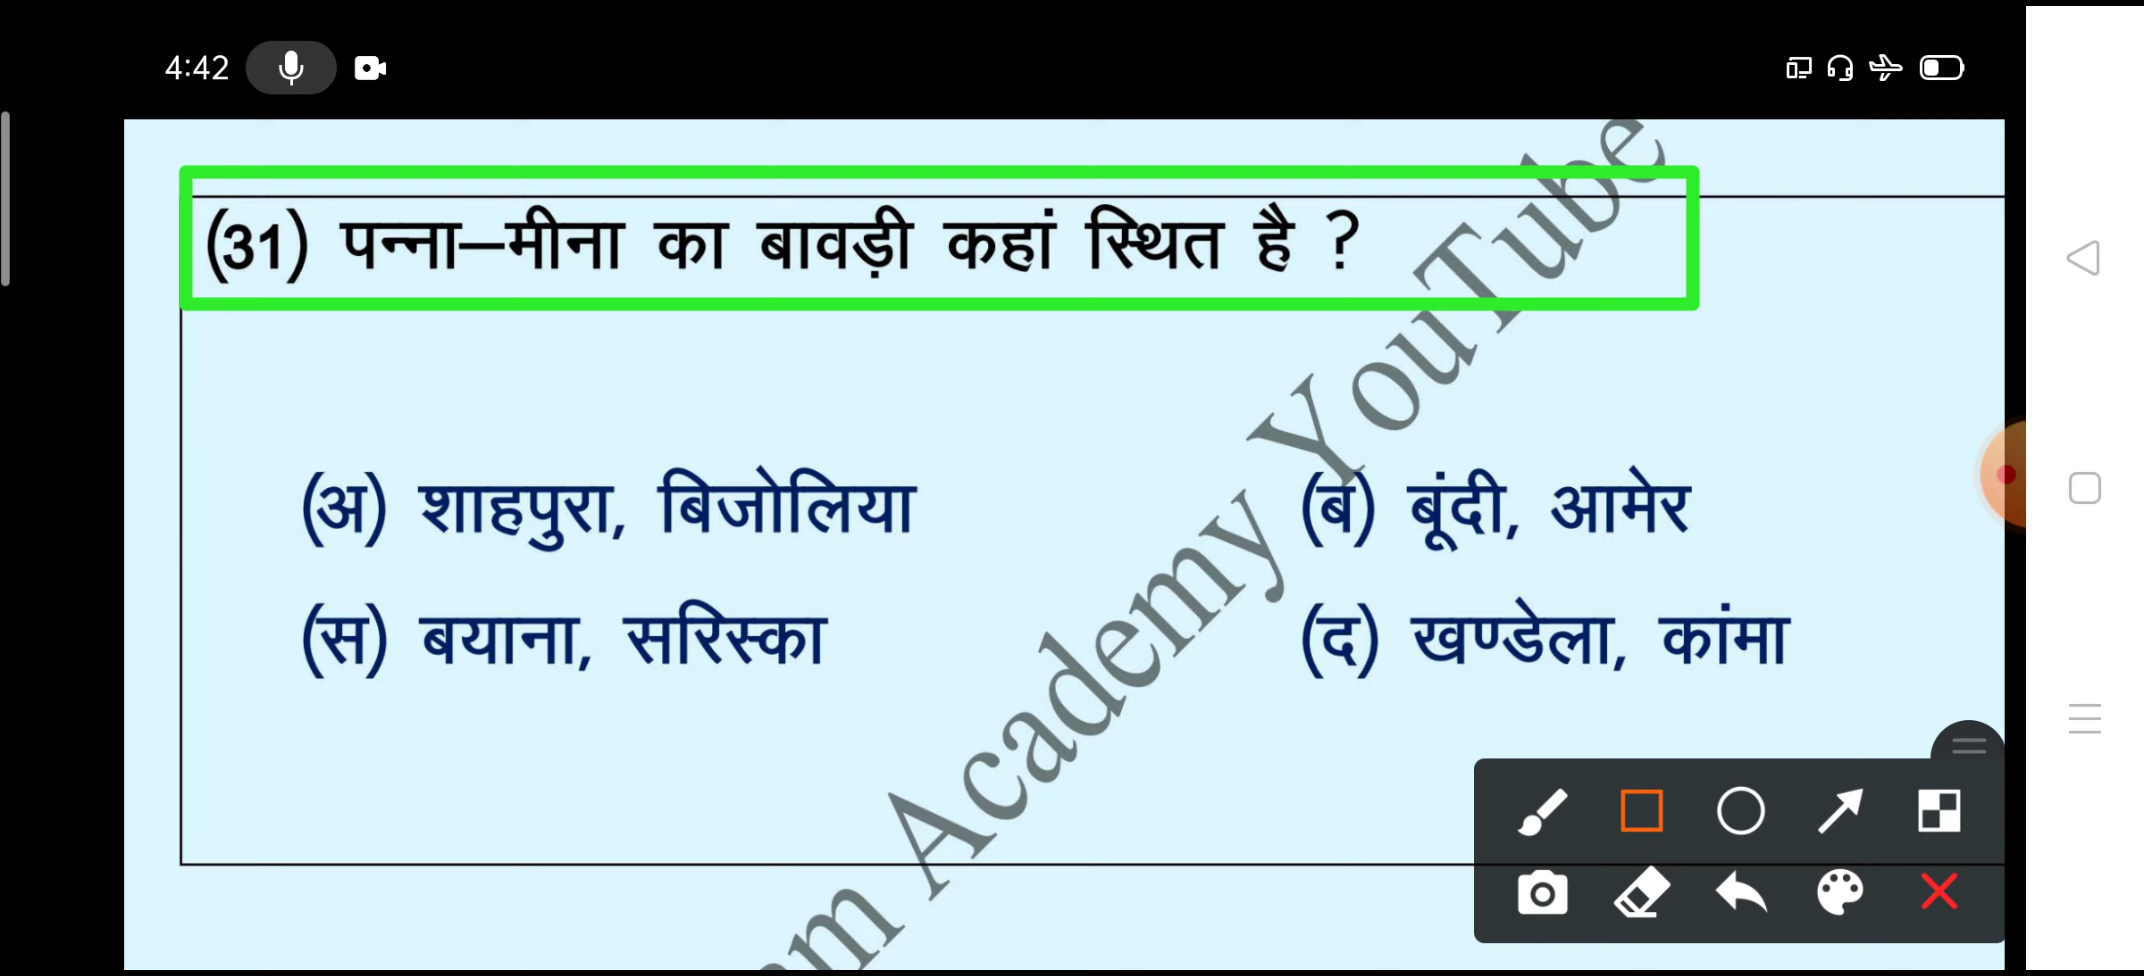 4:42
(31) पन्ना–मीना का बावड़ी कहां स्थित है ?
(अ) शाहपुरा, बिजोलिया
(ब) बूंदी, आमेर
(स) बयाना, सरिस्का
(द) खण्डेला, कांमा
Academy YouTube